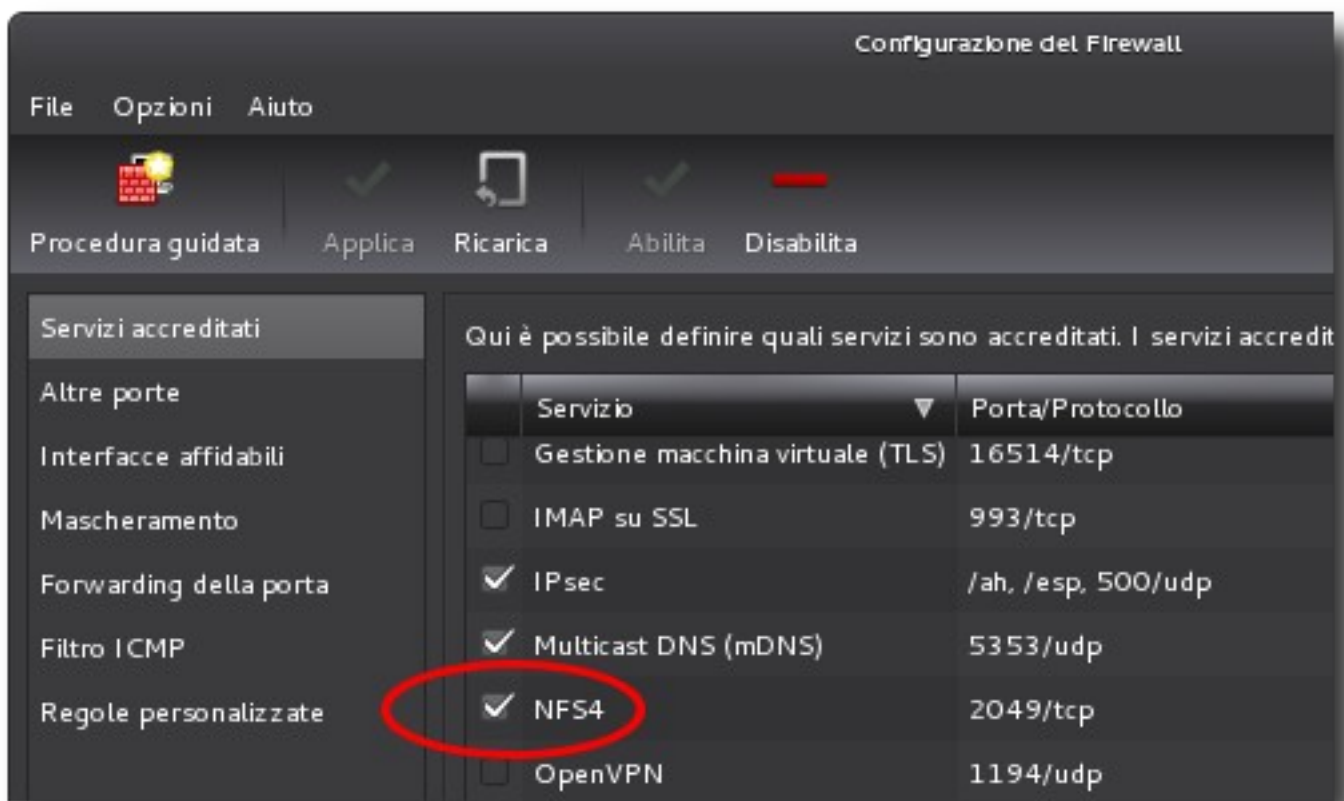 Configurazione del Firewall
File Opzioni Aiuto
Procedura guidata Applica Ricarica Abilita Disabilita
Servizi accreditati
Altre porte
Interfacce affidabili
Mascheramento
Forwarding della porta
Filtro ICMP
Regole personalizzate
Qui è possibile definire quali servizi sono accreditati. I servizi accredit
Servizio Porta/Protocollo
Gestione macchina virtuale (TLS) 16514/tcp
IMAP su SSL 993/tcp
IPsec /ah, /esp, 500/udp
Multicast DNS (mDNS) 5353/udp
NFS4 2049/tcp
OpenVPN 1194/udp